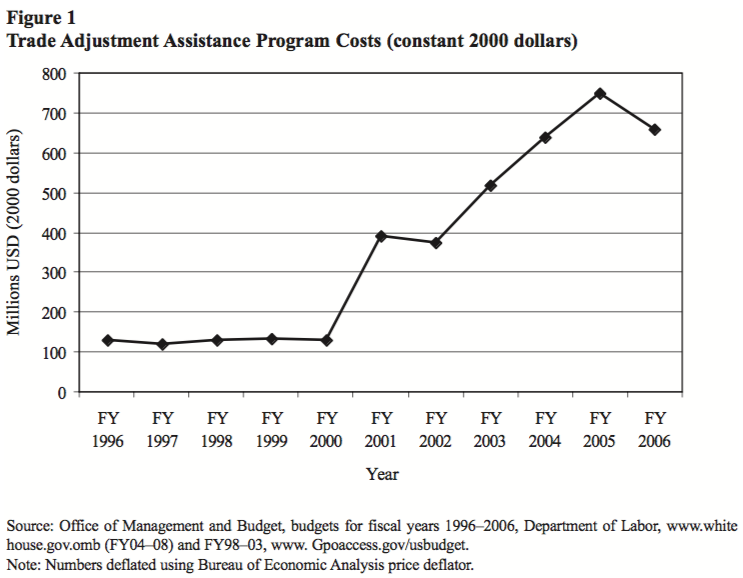 Figure 1
Trade Adjustment Assistance Program Costs (constant 2000 dollars)
800
700
600
500
400
300
200
100
0
Millions USD (2000 dollars)
FY FY FY FY FY FY FY FY FY FY FY
1996 1997 1998 1999 2000 2001 2002 2003 2004 2005 2006
Year
Source: Office of Management and Budget, budgets for fiscal years 1996–2006, Department of Labor, www.white
house.gov.omb (FY04–08) and FY98–03, www. Gpoaccess.gov/usbudget.
Note: Numbers deflated using Bureau of Economic Analysis price deflator.